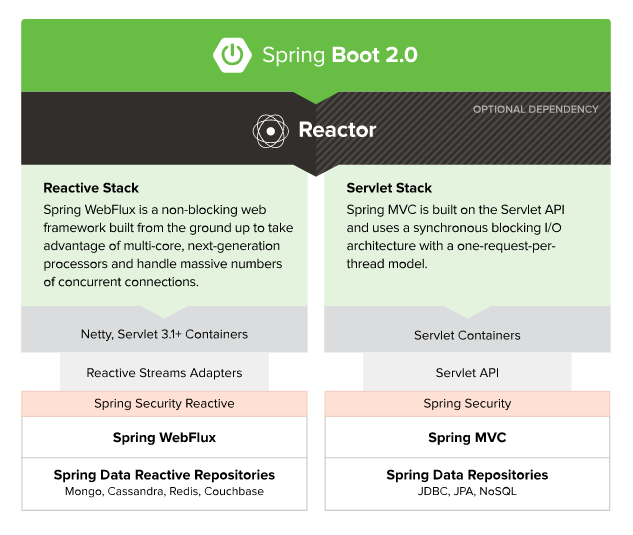 Spring Boot 2.0
OPTIONAL DEPENDENCY
Reactor
Reactive Stack
Spring WebFlux is a non-blocking web
framework built from the ground up to take
advantage of multi-core, next-generation
processors and handle massive numbers
of concurrent connections.
Servlet Stack
Spring MVC is built on the Servlet API
and uses a synchronous blocking I/O
architecture with a one-request-per-
thread model.
Netty, Servlet 3.1+ Containers
Reactive Streams Adapters
Spring Security Reactive
Spring WebFlux
Spring Data Reactive Repositories
Mongo, Cassandra, Redis, Couchbase
Servlet Containers
Servlet API
Spring Security
Spring MVC
Spring Data Repositories
JDBC, JPA, NoSQL